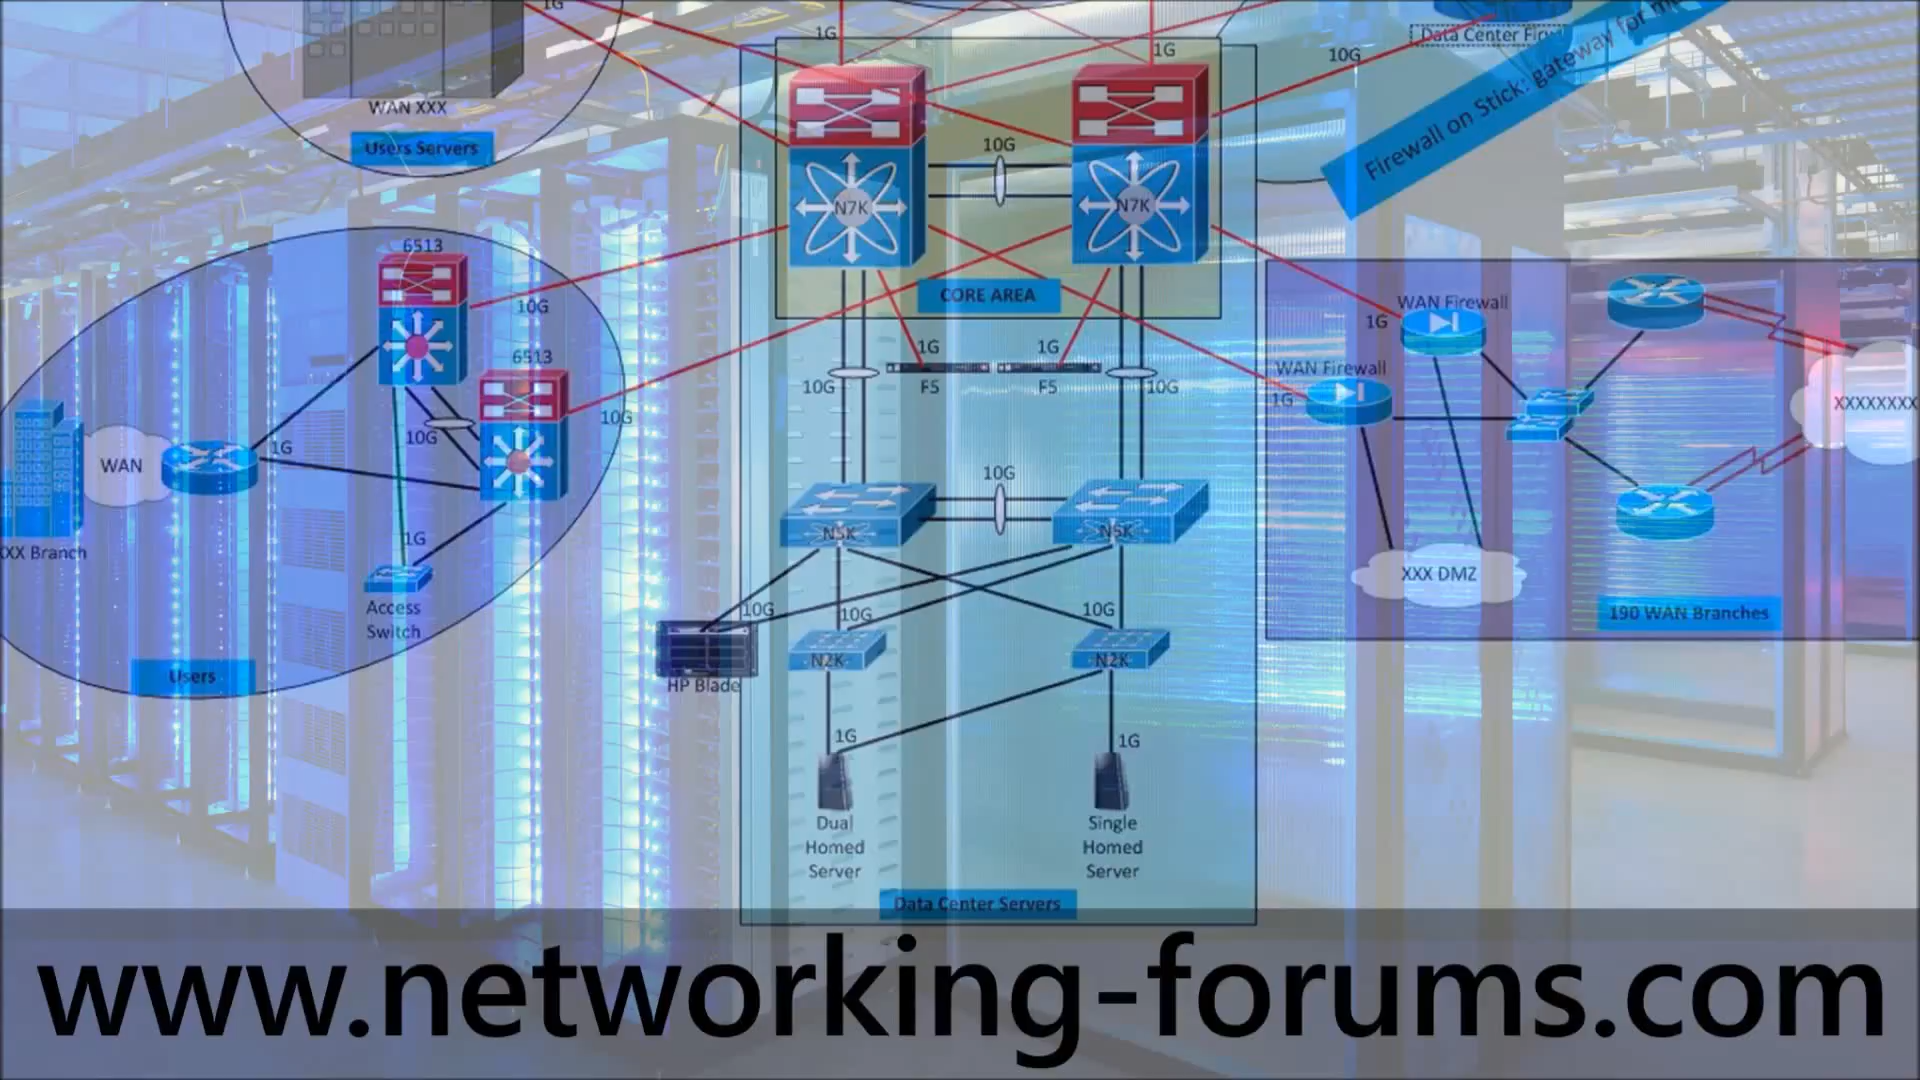 1G
WAN XXX
Users Servers
1G
1G
10G
Data Center Firw
Firewall on Stick: gateway for
10G
N7K
N7K
CORE AREA
6513
10G
6513
10G
10G
1G
WAN
XXX Branch
1G
Access
Switch
Users
1G
1G
F5
F5
10G
10G
10G
N5K
N5K
10G
10G
10G
HP Blade
N2K
N2K
1G
1G
Dual
Homed
Server
Single
Homed
Server
Data Center Servers
WAN Firewall
1G
WAN Firewall
1G
XXXXXXXX
XXX DMZ
190 WAN Branches
www.networking-forums.com